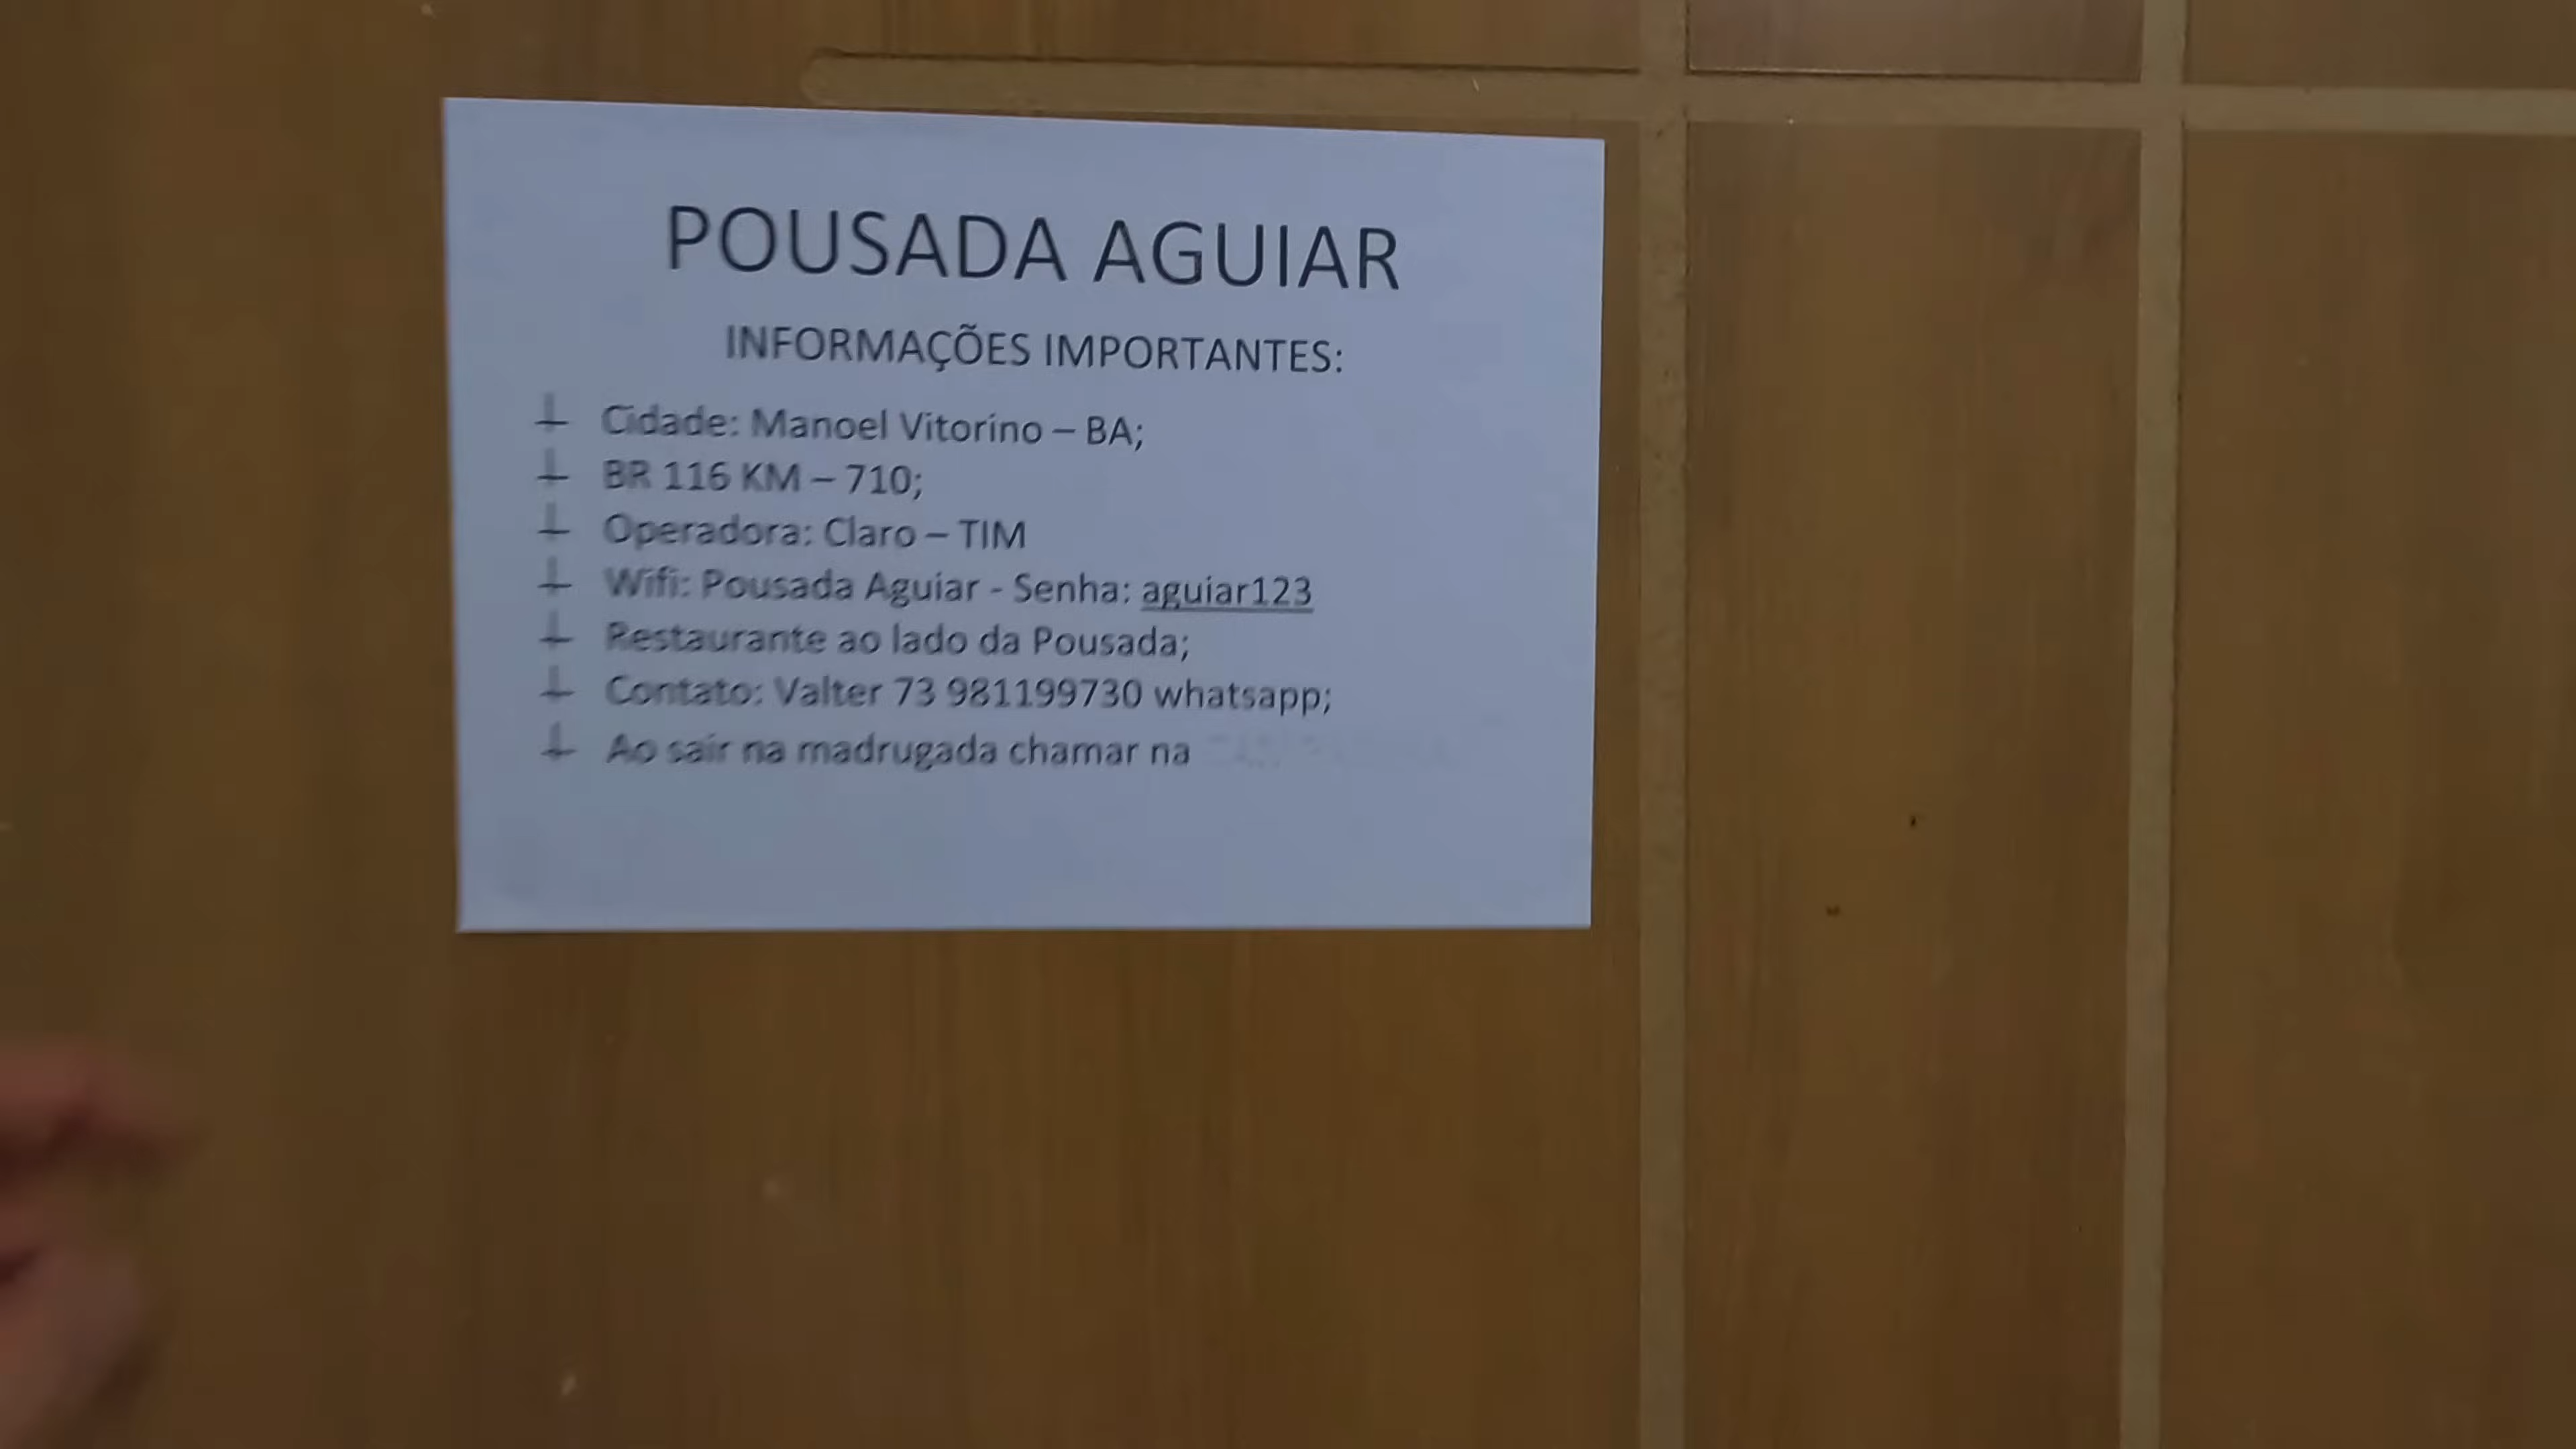 POUSADA AGUIAR
INFORMAÇÕES IMPORTANTES:
Cidade: Manoel Vitorino – BA;
BR 116 KM – 710;
Operadora: Claro – TIM
Wifi: Pousada Aguiar - Senha: aguiar123
Restaurante ao lado da Pousada;
Contato: Valter 73 981199730 whatsapp;
Ao sair na madrugada chamar na